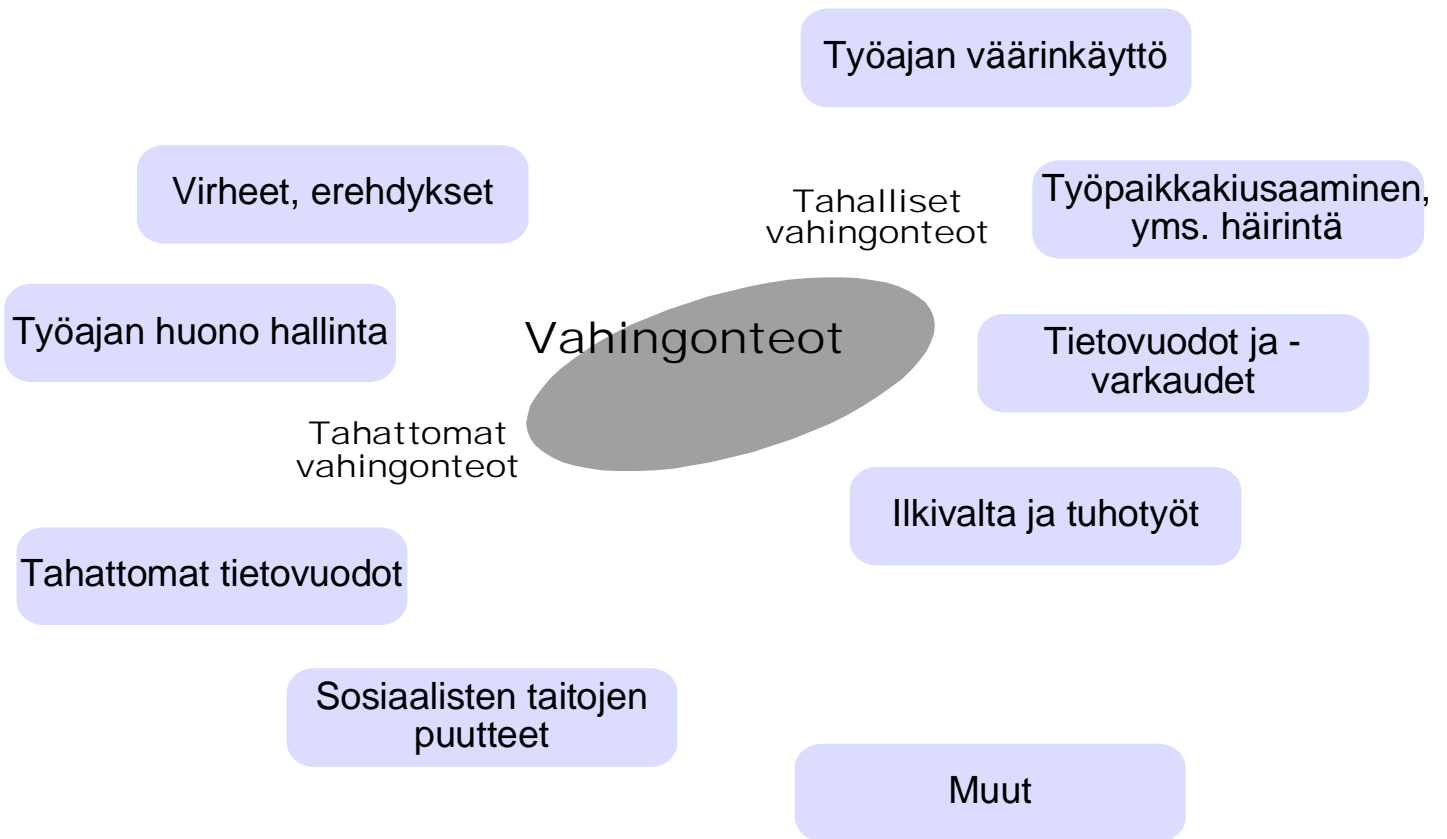 Työajan väärinkäyttö
Virheet, erehdykset
Tahalliset
vahingonteot
Työpaikkakiusaaminen,
yms. häirintä
Työajan huono hallinta
Vahingonteot
Tietovuodot ja -
varkaudet
Tahattomat
vahingonteot
Ilkivalta ja tuhotyöt
Tahattomat tietovuodot
Sosiaalisten taitojen
puutteet
Muut